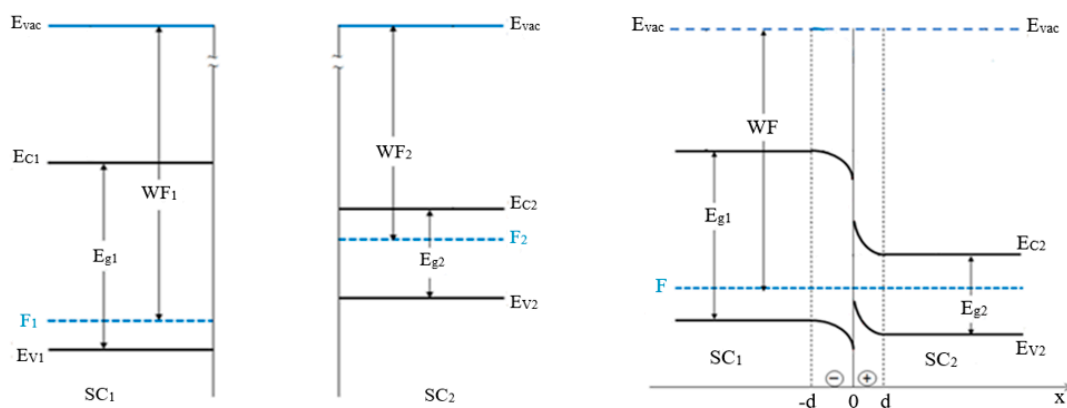 Evac
EC1
WF1
Eg1
F1
EV1
SC1
Evac
WF2
EC2
F2
Eg2
EV2
SC2
Evac
Evac
WF
Eg1
EC2
F
Eg2
SC1
SC2
EV2
− +
-d 0 d x